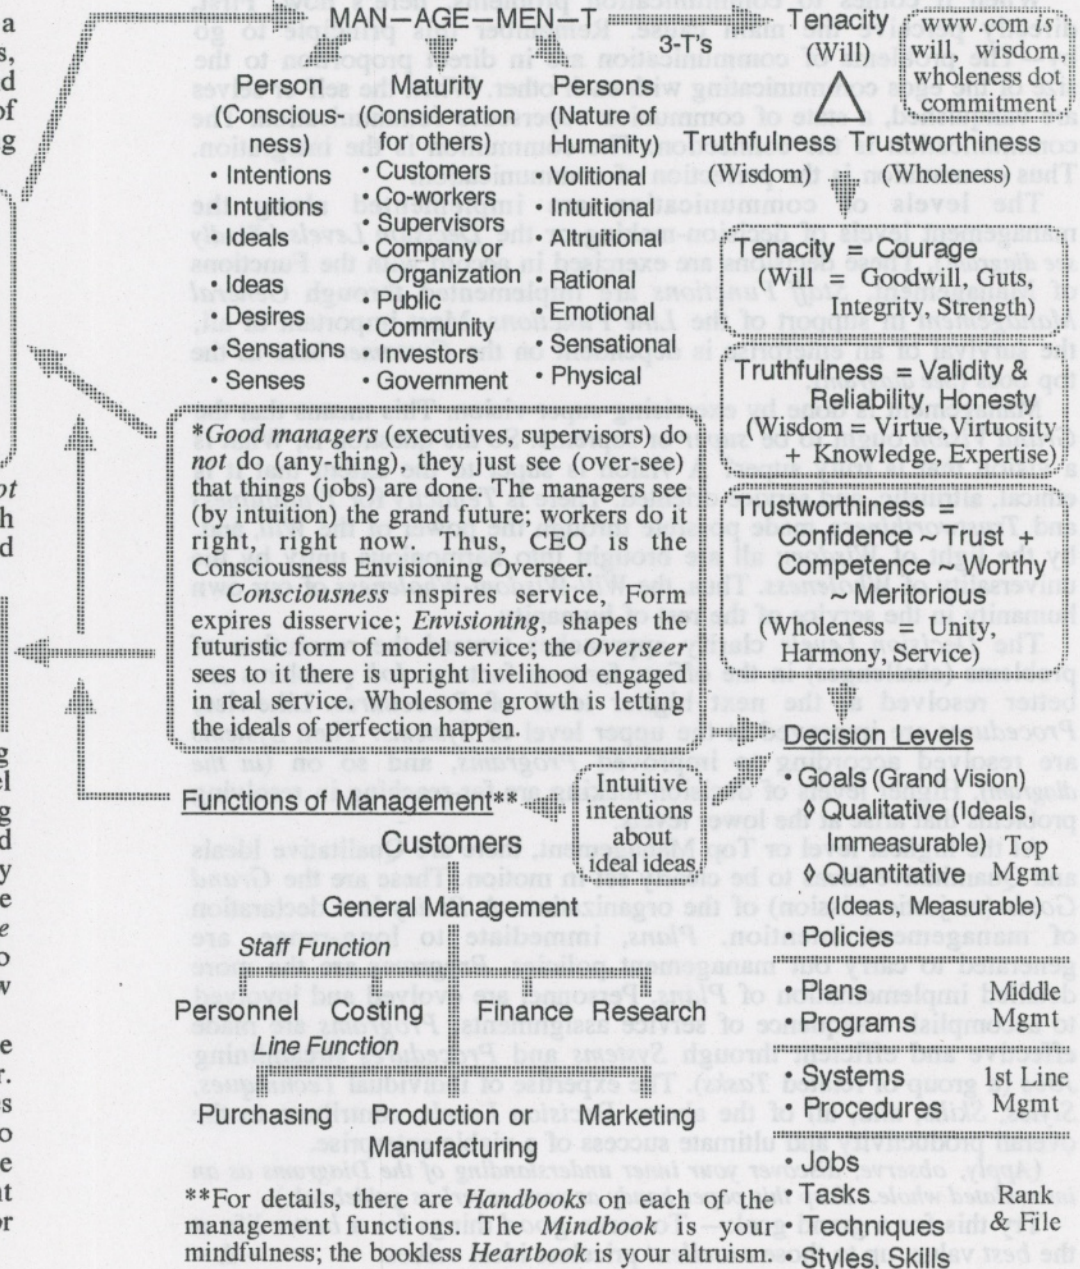 MAN–AGE–MEN–T
3-T's
Tenacity
(Will)
www.com is
will, wisdom,
wholeness dot
commitment
Truthfulness Trustworthiness
(Wisdom) (Wholeness)
Person
(Conscious-
ness)
• Intentions
• Intuitions
• Ideals
• Ideas
• Desires
• Sensations
• Senses
Maturity
(Consideration
for others)
• Customers
• Co-workers
• Supervisors
• Company
Organization
• Public
• Community
• Investors
• Government
Persons
(Nature of
Humanity)
• Volitional
• Intuitional
• Altruitional
• Rational
• Emotional
• Sensational
• Physical
Tenacity = Courage
(Will = Goodwill, Guts,
Integrity, Strength)
Truthfulness = Validity &
Reliability, Honesty
(Wisdom = Virtue, Virtuosity
+ Knowledge, Expertise)
Trustworthiness =
Confidence ~ Trust +
Competence ~ Worthy
~ Meritorious
(Wholeness = Unity,
Harmony, Service)
*Good managers (executives, supervisors) do
not do (any-thing), they just see (over-see)
that things (jobs) are done. The managers see
(by intuition) the grand future; workers do it
right, right now. Thus, CEO is the
Consciousness Envisioning Overseer.
Consciousness inspires service, Form
expires disservice; Envisioning shapes the
futuristic form of model service; the Overseer
sees to it there is upright livelihood engaged
in real service. Wholesome growth is letting
the ideals of perfection happen.
Functions of Management**
Intuitive
intentions
about
ideal ideas
Customers
General Management
Staff Function
Personnel Costing Finance Research
Line Function
Purchasing Production or Marketing
Manufacturing
Decision Levels
• Goals (Grand Vision)
◊ Qualitative (Ideals,
Immeasurable) Top
◊ Quantitative Mgmt
(Ideas, Measurable)
• Policies
• Plans Middle
• Programs Mgmt
• Systems 1st Line
• Procedures Mgmt
• Jobs
• Tasks Rank
• Techniques & File
• Styles, Skills
**For details, there are Handbooks on each of the
management functions. The Mindbook is your
mindfulness; the bookless Heartbook is your altruism.